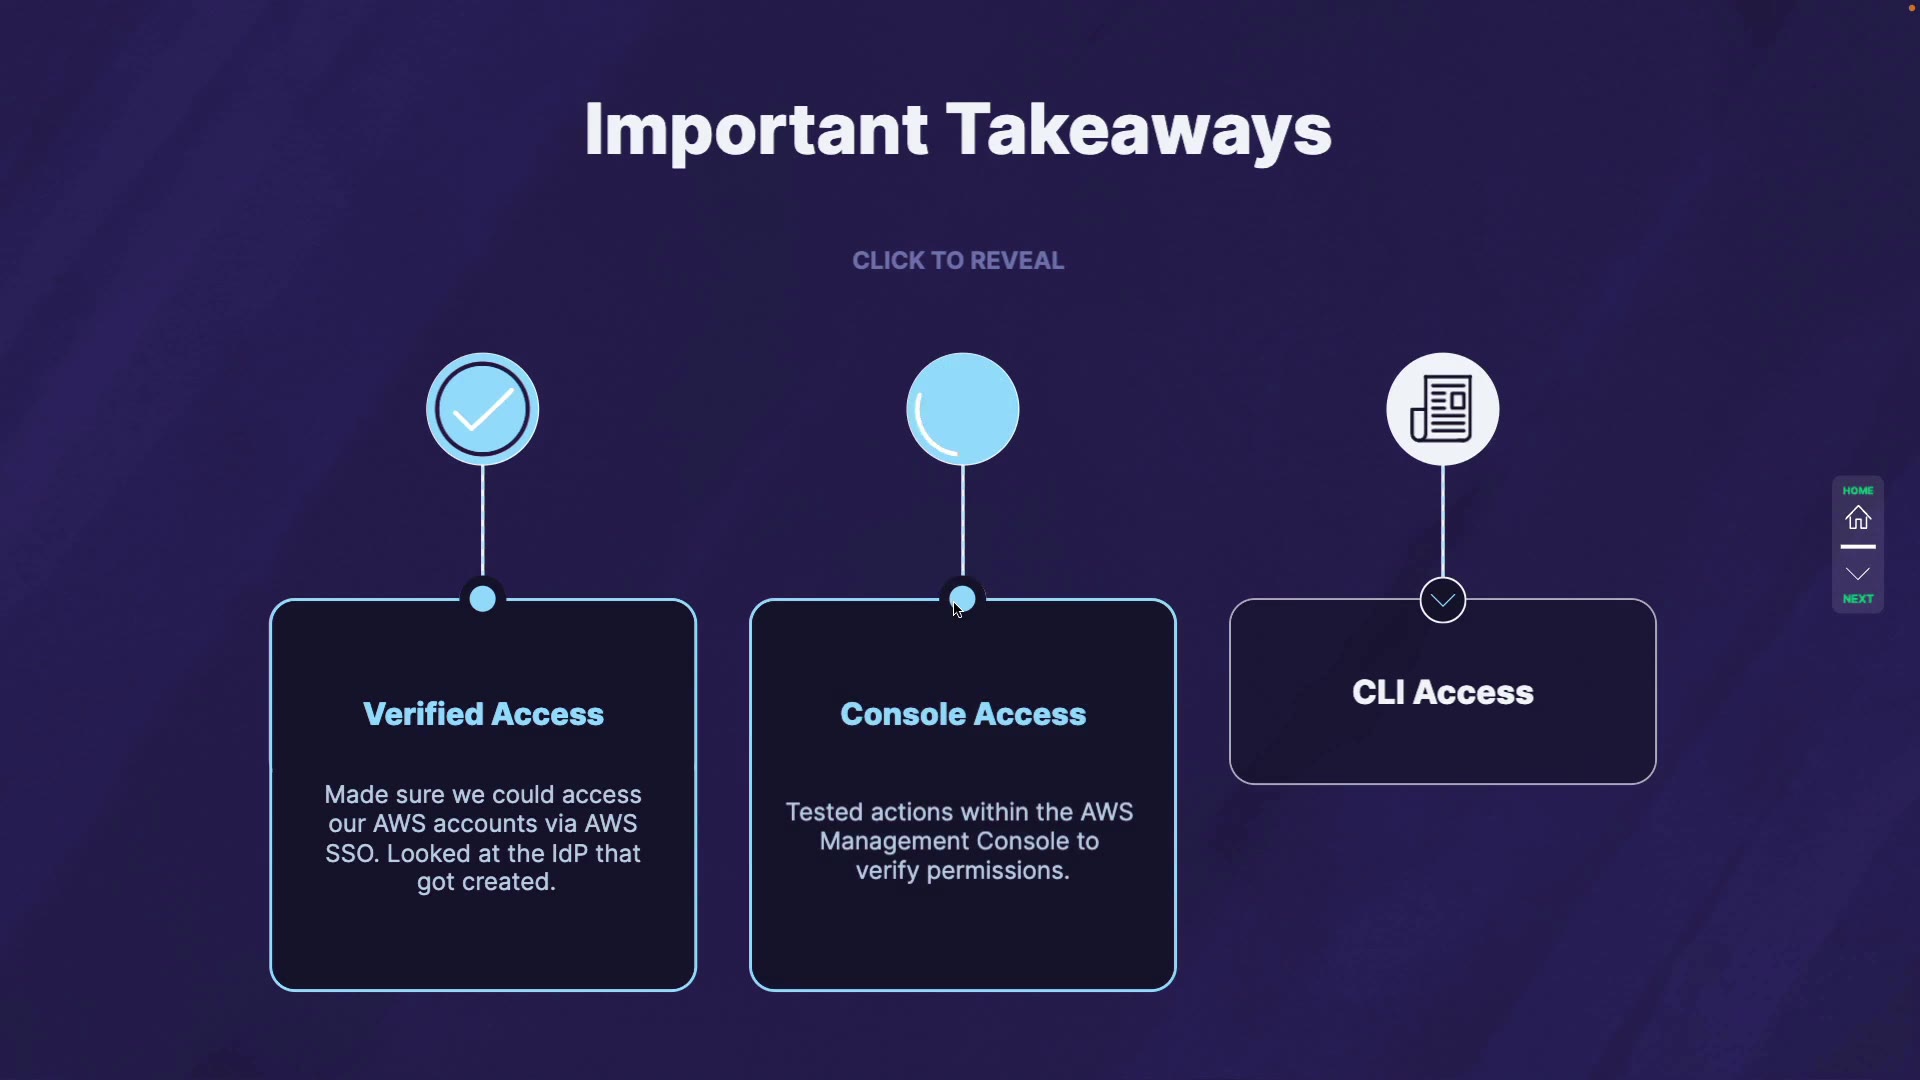 Important Takeaways
CLICK TO REVEAL
HOME
NEXT
Verified Access
Made sure we could access
our AWS accounts via AWS
SSO. Looked at the IdP that
got created.
Console Access
Tested actions within the AWS
Management Console to
verify permissions.
CLI Access